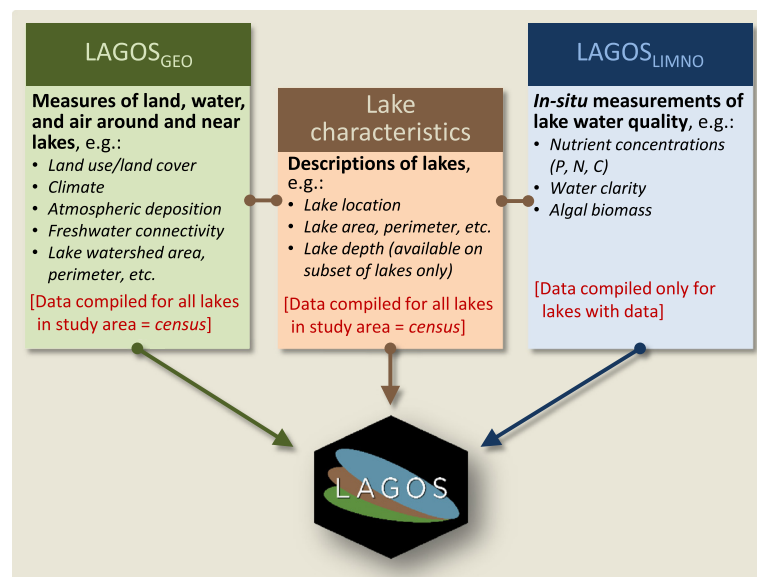 LAGOSGEO
Measures of land, water,
and air around and near
lakes, e.g.:
• Land use/land cover
• Climate
• Atmospheric deposition
• Freshwater connectivity
• Lake watershed area,
perimeter, etc.
[Data compiled for all lakes
in study area = census]
Lake
characteristics
Descriptions of lakes,
e.g.:
• Lake location
• Lake area, perimeter, etc.
• Lake depth (available on
subset of lakes only)
[Data compiled for all lakes
in study area = census]
LAGOSLIMNO
In-situ measurements of
lake water quality, e.g.:
• Nutrient concentrations
(P, N, C)
• Water clarity
• Algal biomass
[Data compiled only for
lakes with data]
LAGOS